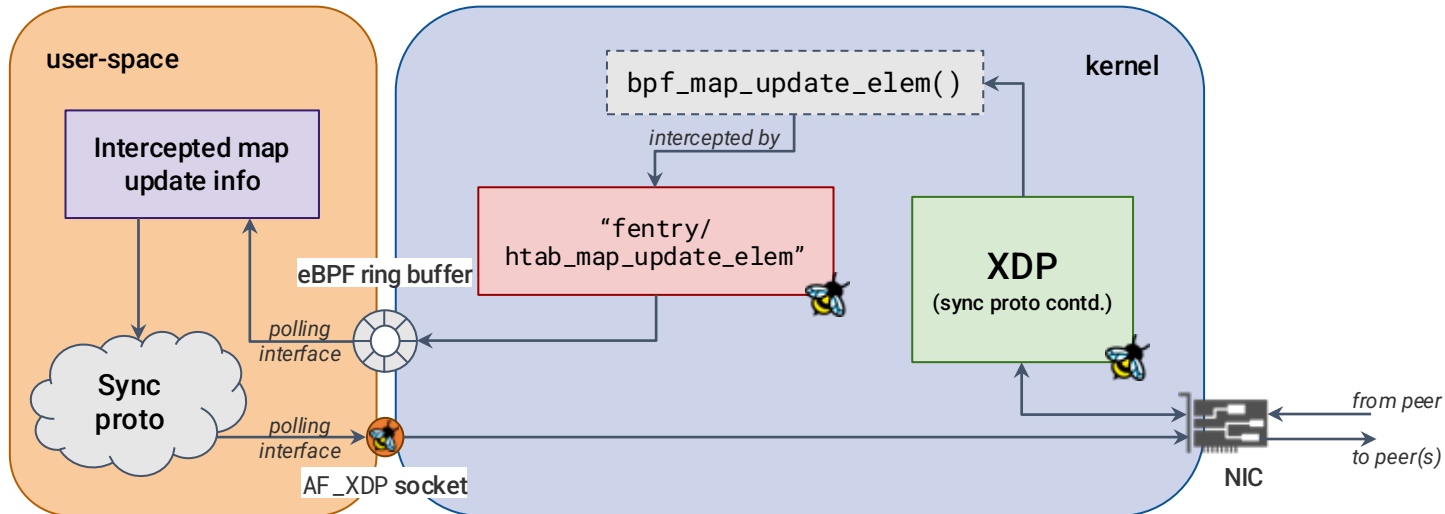 user-space
kernel
bpf_map_update_elem()
intercepted by
Intercepted map
update info
“fentry/
htab_map_update_elem”
XDP
(sync proto contd.)
eBPF ring buffer
polling
interface
Sync
proto
polling
interface
AF_XDP socket
from peer
to peer(s)
NIC